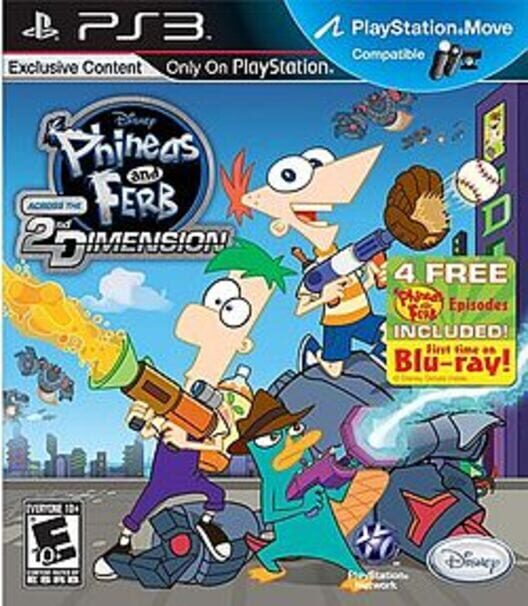 PS3
PlayStation®Move
Compatible
Exclusive Content
Only On PlayStation®
Disney
Phineas
and
FERB
ACROSS THE
2nd DIMENSION
4 FREE
Phineas and Ferb Episodes
INCLUDED!
First time on
Blu-ray!
EVERYONE 10+
E
10+
ESRB
PlayStation
Network
Disney